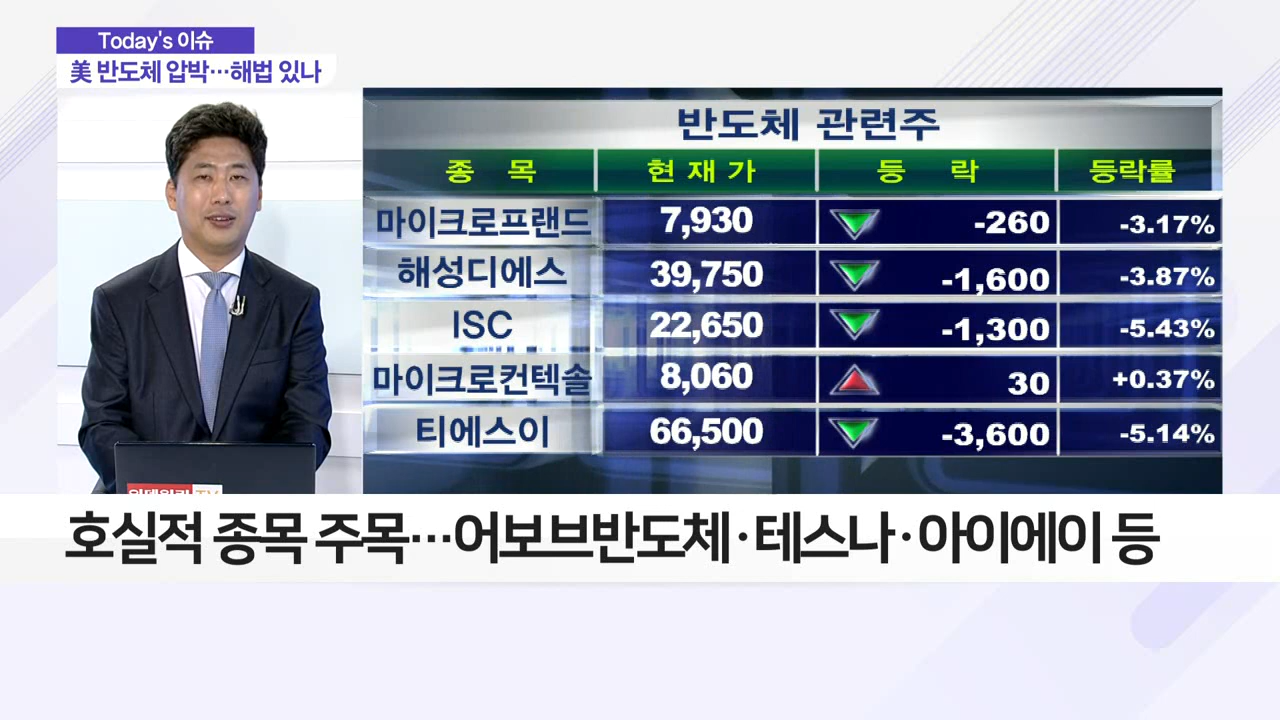 Today's 이슈
美 반도체 압박…해법 있나
반도체 관련주
종 목 현 재 가 등 락 등락률
마이크로프랜드 7,930 -260 -3.17%
해성디에스 39,750 -1,600 -3.87%
ISC 22,650 -1,300 -5.43%
마이크로컨텍솔 8,060 30 +0.37%
티에스이 66,500 -3,600 -5.14%
호실적 종목 주목…어보브반도체·테스나·아이에이 등